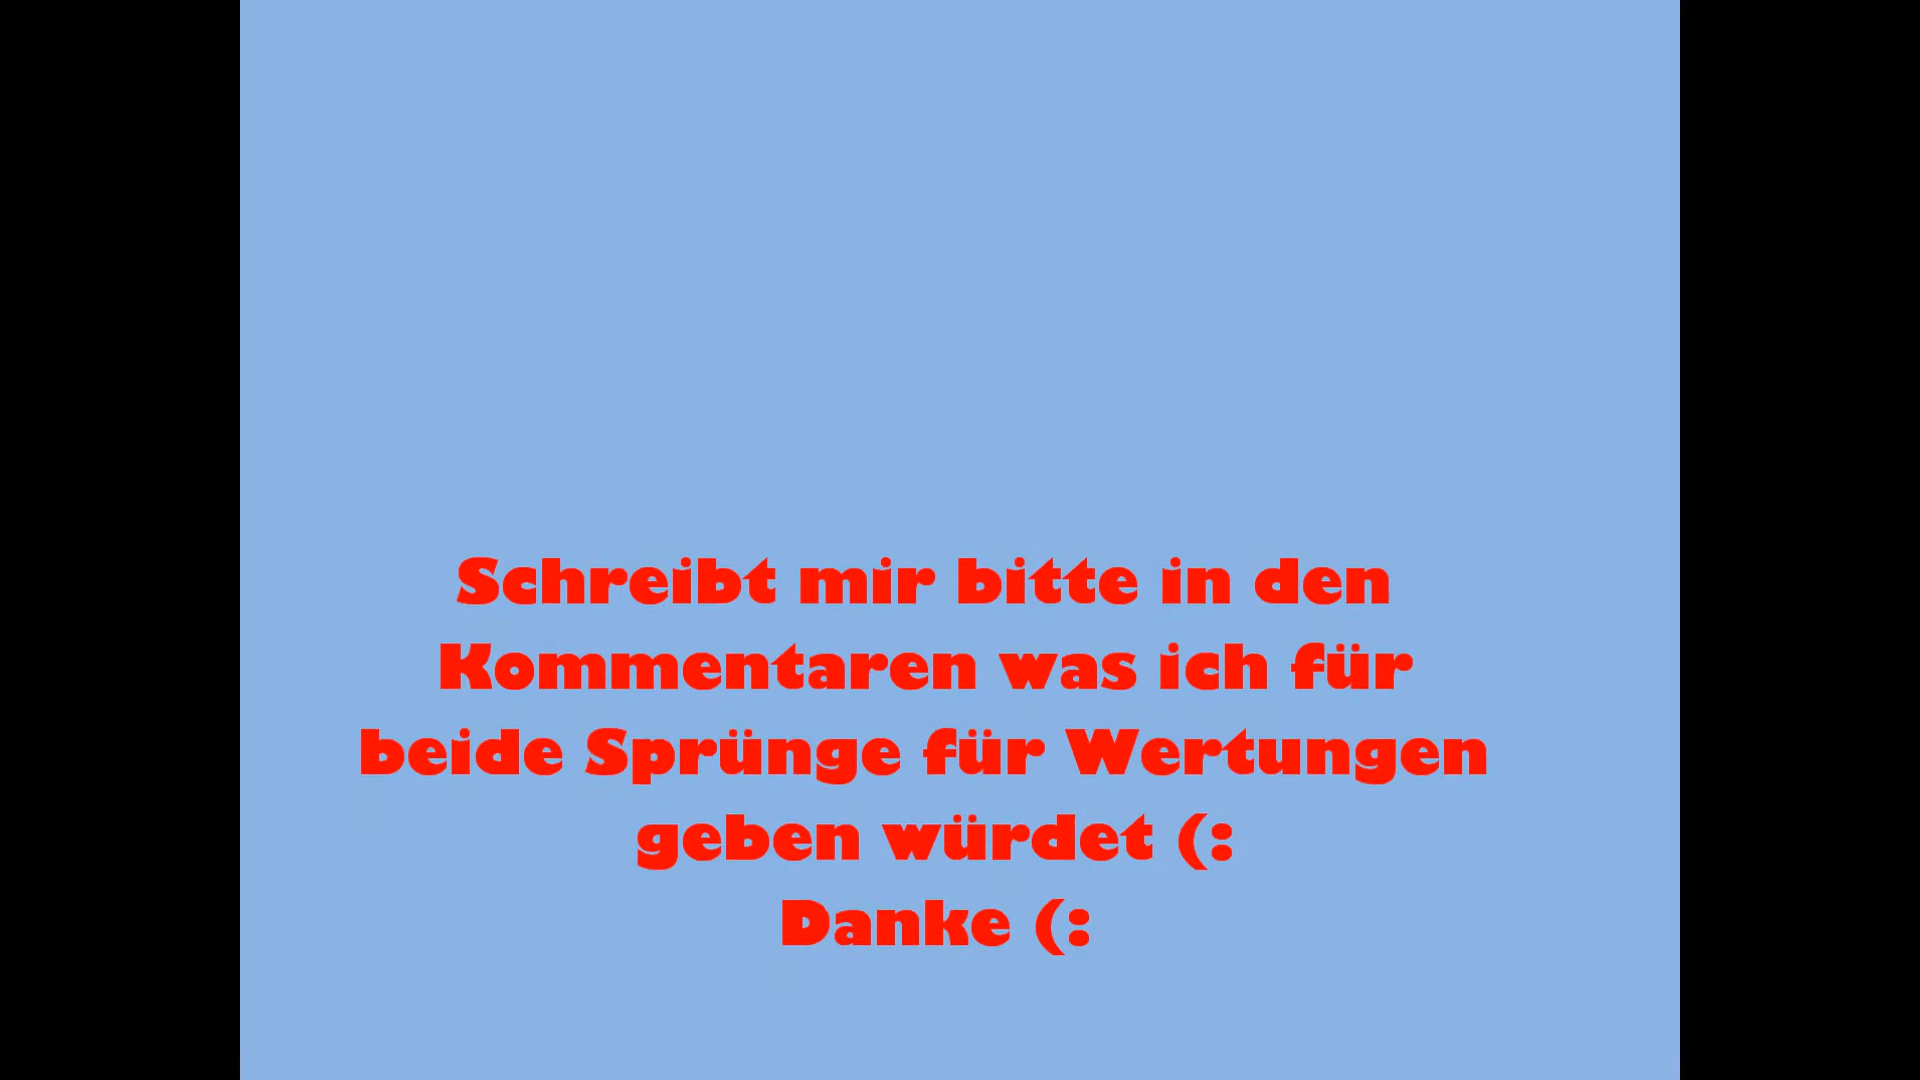 Schreibt mir bitte in den
Kommentaren was ich für
beide Sprünge für Wertungen
geben würdet (:
Danke (: